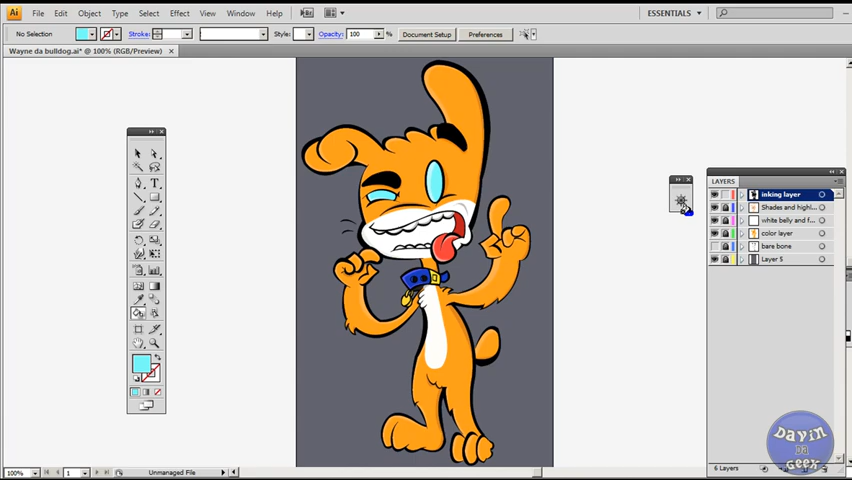 Ai File Edit Object Type Select Effect View Window Help Br ESSENTIALS
No Selection Stroke: Style: Opacity: 100 % Document Setup Preferences
Wayne da bulldog.ai* @ 100% (RGB/Preview) ×
LAYERS
inking layer
Shades and highl...
white belly and f...
color layer
bare bone
Layer 5
T
Dayin
Da
Geek
100% 1 Unmanaged File 6 Layers